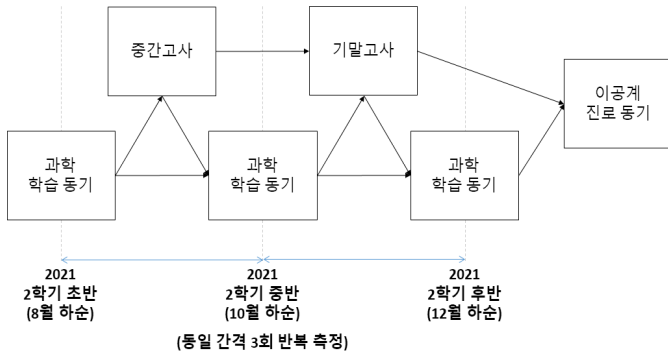 중간고사
기말고사
이공계
진로 동기
과학
학습 동기
과학
학습 동기
과학
학습 동기
2021
2학기 초반
(8월 하순)
2021
2학기 중반
(10월 하순)
2021
2학기 후반
(12월 하순)
(동일 간격 3회 반복 측정)